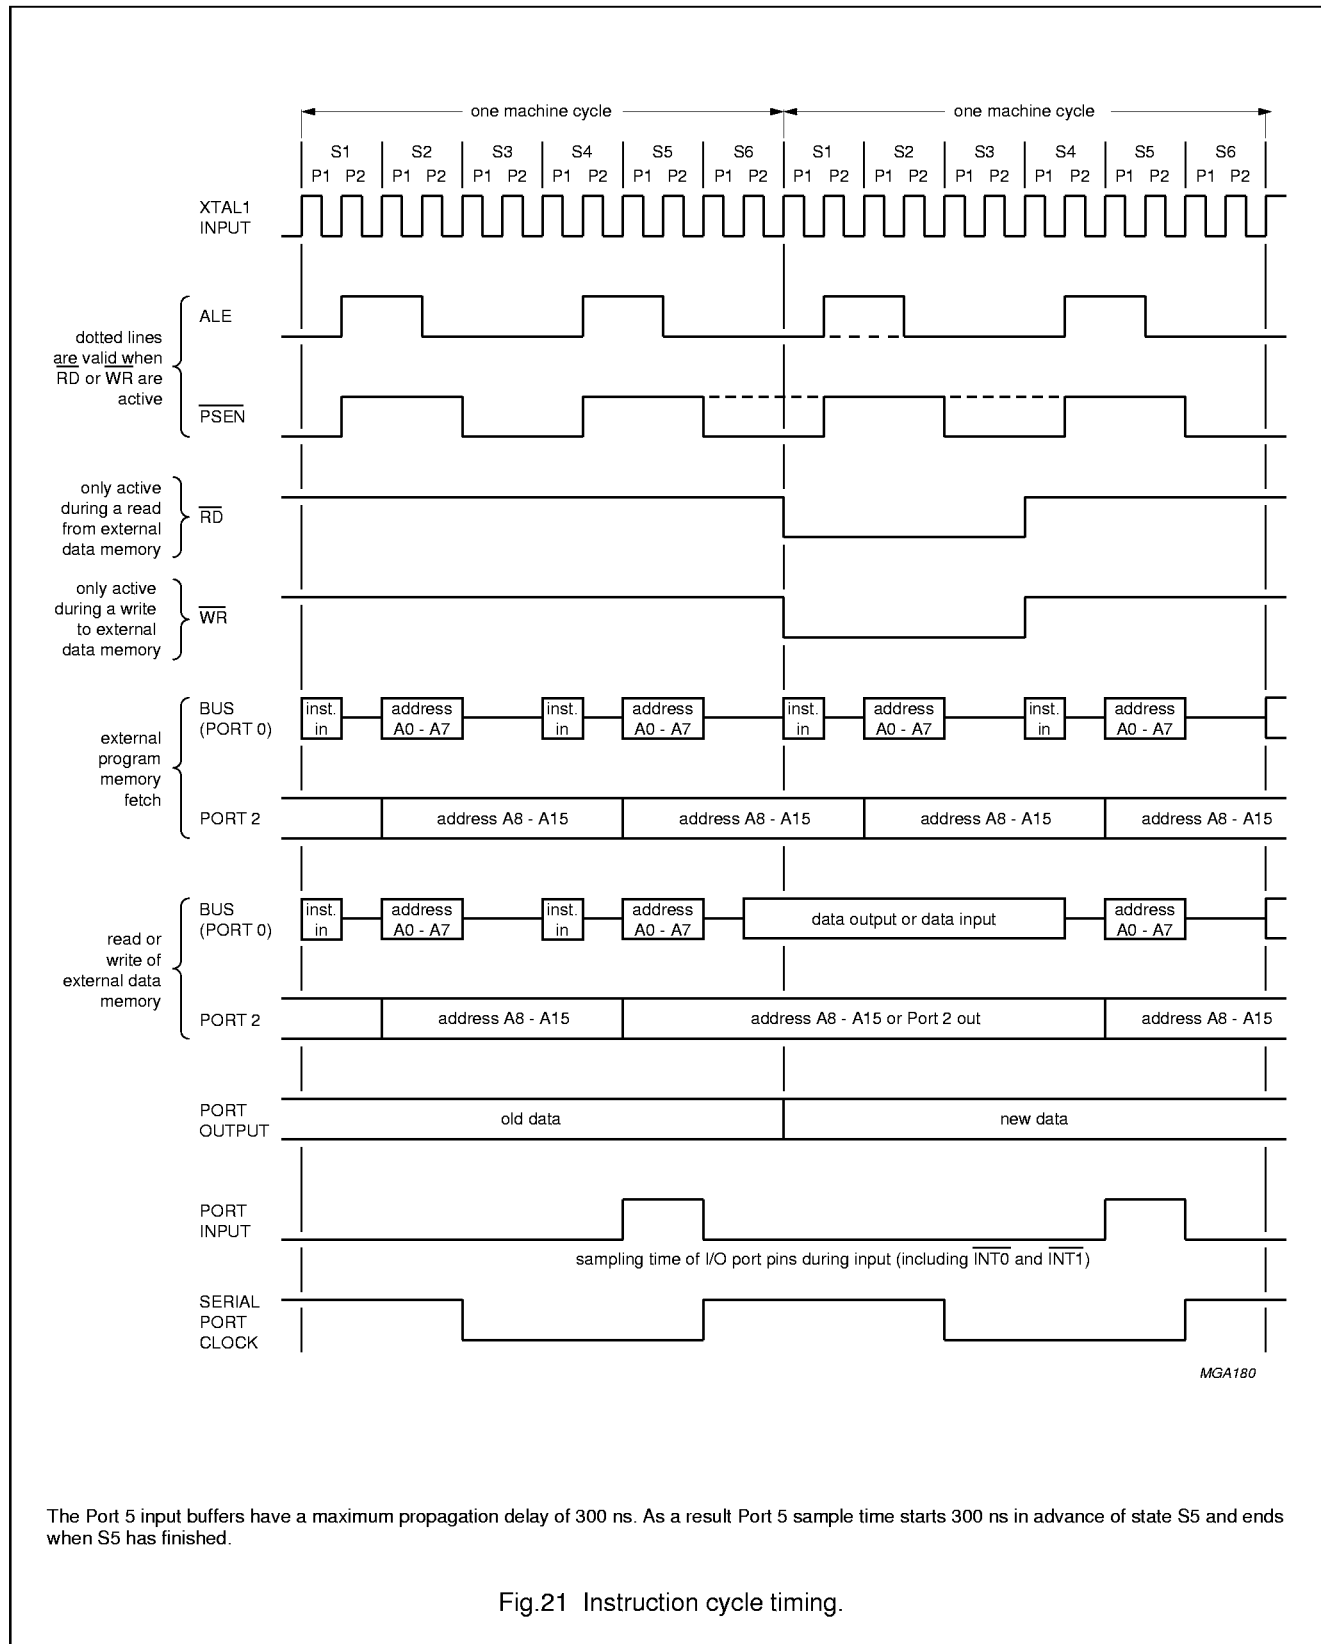 one machine cycle one machine cycle
S1 S2 S3 S4 S5 S6 S1 S2 S3 S4 S5 S6
P1 P2 P1 P2 P1 P2 P1 P2 P1 P2 P1 P2 P1 P2 P1 P2 P1 P2 P1 P2 P1 P2 P1 P2
XTAL1
INPUT
dotted lines
are valid when
RD or WR are
active
ALE
PSEN
only active
during a read
from external
data memory
RD
only active
during a write
to external
data memory
WR
external
program
memory
fetch
BUS
(PORT 0)
inst. address inst. address inst. address inst. address
in A0 - A7 in A0 - A7 in A0 - A7 in A0 - A7
PORT 2
address A8 - A15 address A8 - A15 address A8 - A15 address A8 - A15
read or
write of
external data
memory
BUS
(PORT 0)
inst. address inst. address data output or data input address
in A0 - A7 in A0 - A7 A0 - A7
PORT 2
address A8 - A15 address A8 - A15 or Port 2 out address A8 - A15
PORT
OUTPUT
old data new data
PORT
INPUT
sampling time of I/O port pins during input (including INT0 and INT1)
SERIAL
PORT
CLOCK
MGA180
The Port 5 input buffers have a maximum propagation delay of 300 ns. As a result Port 5 sample time starts 300 ns in advance of state S5 and ends
when S5 has finished.
Fig.21 Instruction cycle timing.